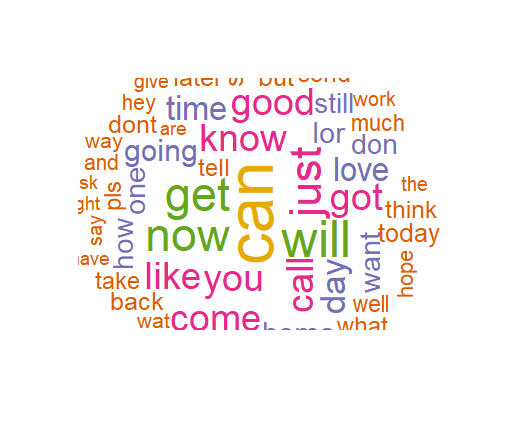 give later but send
hey time good still work
dont are know lor much
way going don
and tell love
pls one get can just got the
think
say how now will today
take like you call day want hope
back well
wat come home what